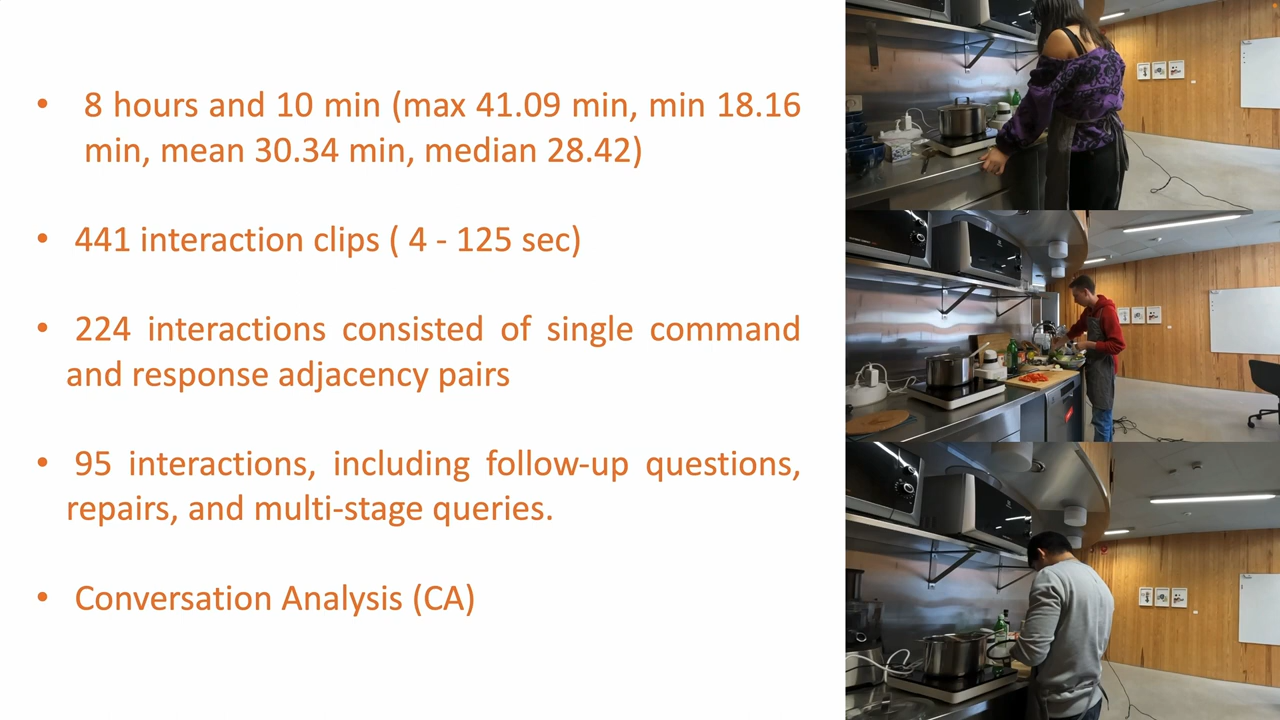 • 8 hours and 10 min (max 41.09 min, min 18.16
min, mean 30.34 min, median 28.42)
• 441 interaction clips ( 4 - 125 sec)
• 224 interactions consisted of single command
and response adjacency pairs
• 95 interactions, including follow-up questions,
repairs, and multi-stage queries.
• Conversation Analysis (CA)